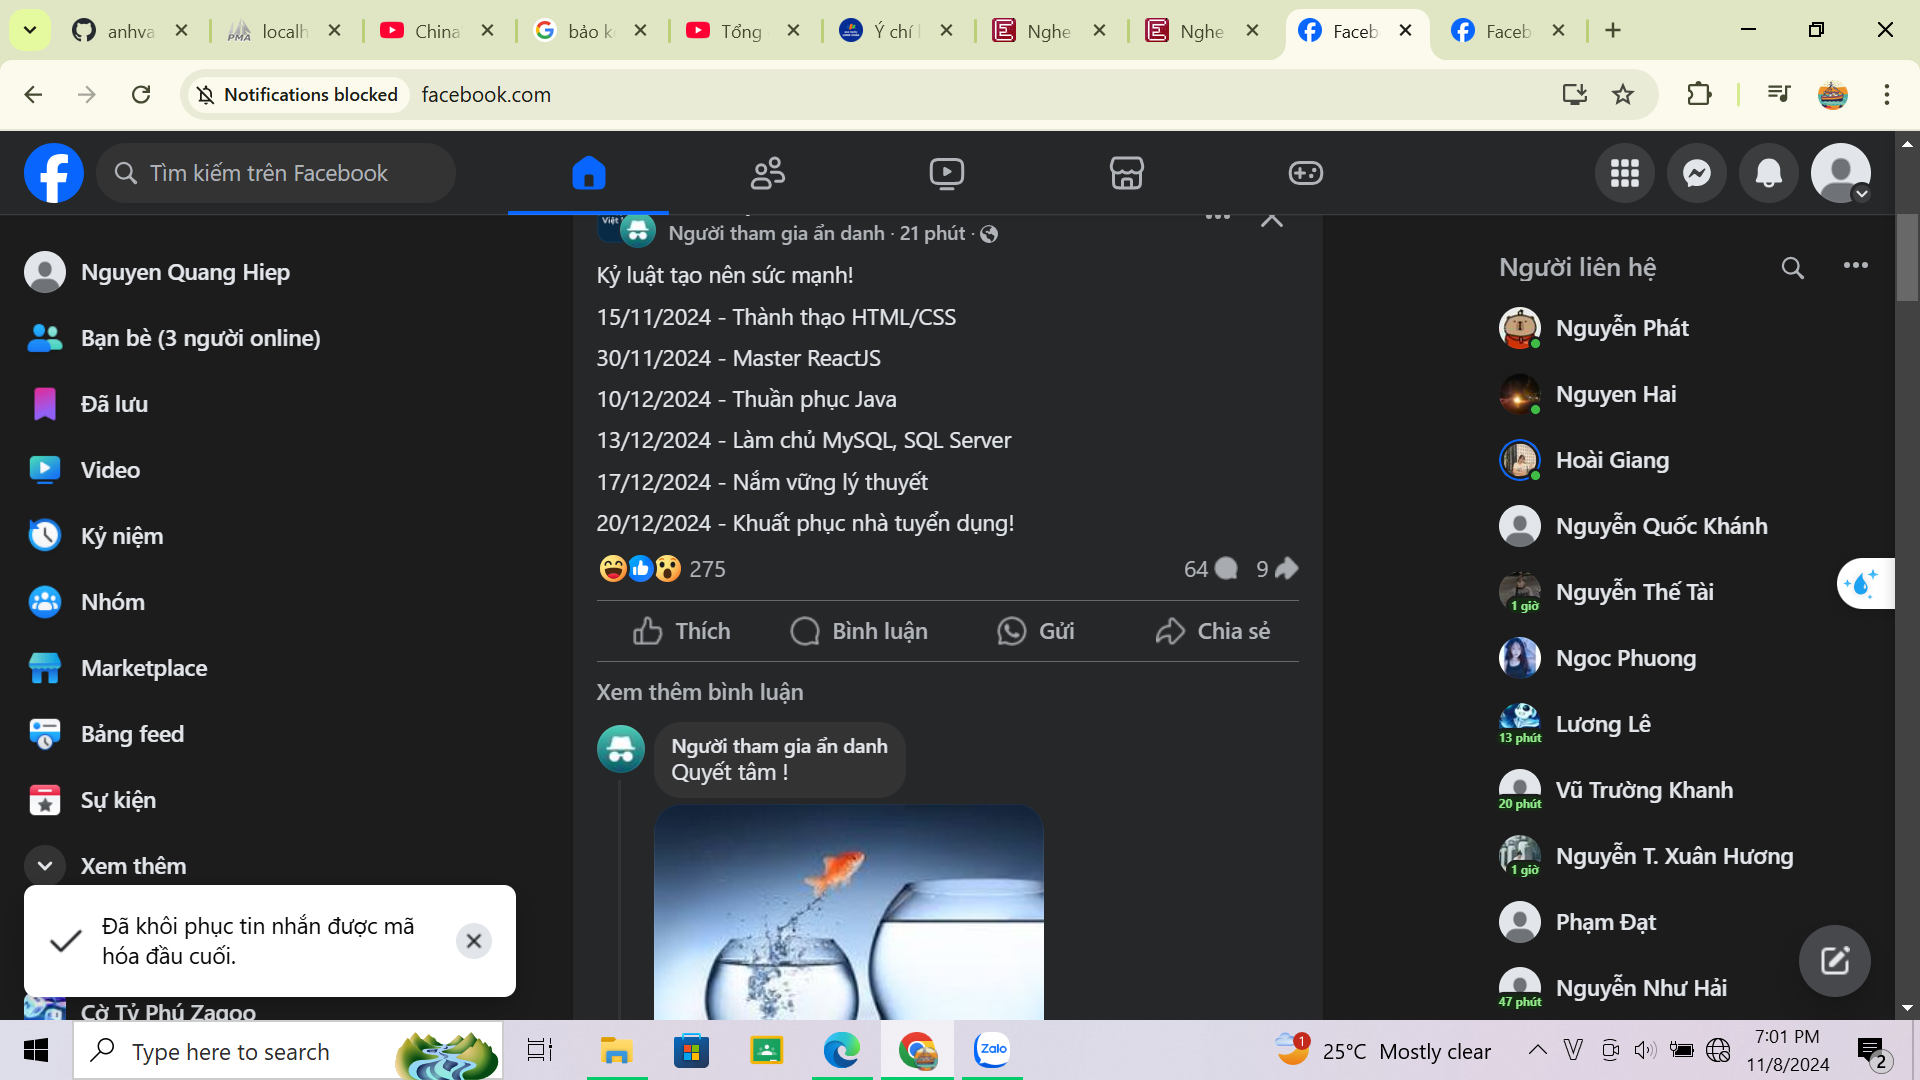 anhva
localh
China
bảo k
Tổng
Ý chí
Nghe
Nghe
Faceb
Faceb
Notifications blocked
facebook.com
Tìm kiếm trên Facebook
Nguyen Quang Hiep
Bạn bè (3 người online)
Đã lưu
Video
Kỷ niệm
Nhóm
Marketplace
Bảng feed
Sự kiện
Xem thêm
Đã khôi phục tin nhắn được mã
hóa đầu cuối.
Cờ Tỷ Phú Zagoo
Việt
Người tham gia ẩn danh · 21 phút ·
Kỷ luật tạo nên sức mạnh!
15/11/2024 - Thành thạo HTML/CSS
30/11/2024 - Master ReactJS
10/12/2024 - Thuần phục Java
13/12/2024 - Làm chủ MySQL, SQL Server
17/12/2024 - Nắm vững lý thuyết
20/12/2024 - Khuất phục nhà tuyển dụng!
275
64
9
Thích
Bình luận
Gửi
Chia sẻ
Xem thêm bình luận
Người tham gia ẩn danh
Quyết tâm !
Người liên hệ
Nguyễn Phát
Nguyen Hai
Hoài Giang
Nguyễn Quốc Khánh
1 giờ
Nguyễn Thế Tài
Ngoc Phuong
13 phút
Lương Lê
20 phút
Vũ Trường Khanh
1 giờ
Nguyễn T. Xuân Hương
Phạm Đạt
47 phút
Nguyễn Như Hải
Type here to search
Zalo
1
25°C Mostly clear
V
7:01 PM
11/8/2024
2